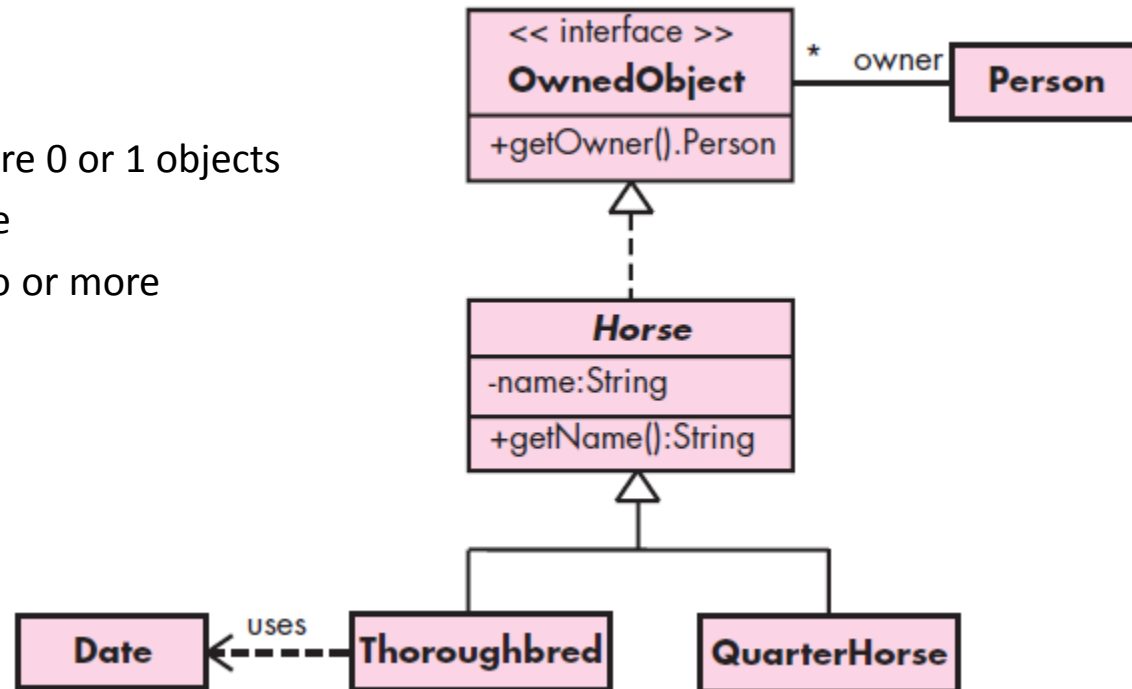 << interface >>
OwnedObject
+getOwner().Person
* owner
Person
re 0 or 1 objects
e
o or more
Horse
-name:String
+getName():String
Date
uses
Thoroughbred
QuarterHorse